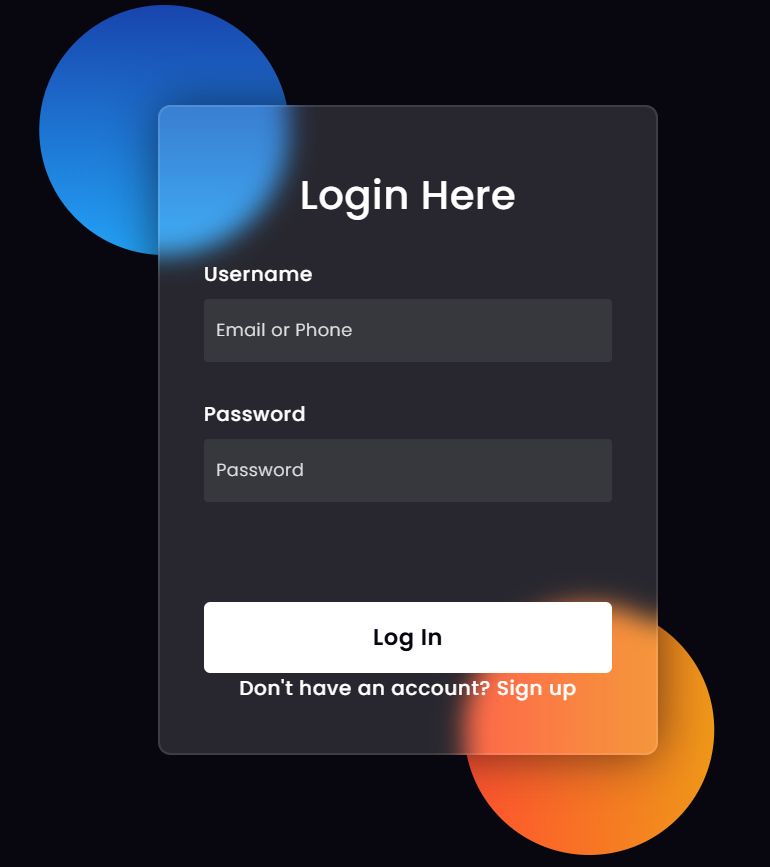 Login Here
Username
Email or Phone
Password
Password
Log In
Don't have an account? Sign up